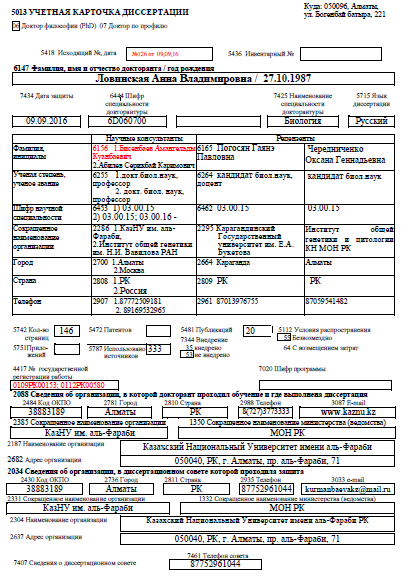 Куда: 050096, Алматы,
ул. Богенбай батыра, 221
5013 УЧЕТНАЯ КАРТОЧКА ДИССЕРТАЦИИ
06 Доктор философии (PhD) 07 Доктор по профилю
5418 Исходящий №, дата №126 от 09,09,16 5436 Инвентарный №
6147 Фамилия, имя и отчество докторанта / год рождения
Ловинская Анна Владимировна / 27.10.1987
7434 Дата защиты 6444 Шифр специальности докторантуры 7425 Наименование специальности докторантуры 5715 Язык диссертации
09.09.2016 6D060700 Биология Русский
Научные консультанты Рецензенты
Фамилия, инициалы 6156 1.Бисенбаев Амангельды Куанбаевич 2.Абилев Серикбай Каримович 6165 Погосян Гаянэ Павловна Чередниченко Оксана Геннадьевна
Ученая степень, ученое звание 6255 1.докт.биол.наук, профессор 2. докт. биол. наук, профессор 6264 кандидат биол.наук, доцент кандидат биол.наук
Шифр научной специальности 6453 1) 03.00.15 2) 03.00.15; 03.00.16 - 6462 03.00.15 03.00.15
Сокращенное наименование организации 2286 1.КазНУ им. аль-Фараби, 2.Институт общей генетики им. Н.И. Вавилова РАН 2295 Карагандинский Государственный университет им. Е.А. Букетова Институт общей генетики и цитологии КН МОН РК
Город 2700 1.Алматы 2.Москва 2664 Караганда Алматы
Страна 2808 1.РК 2.Россия 2809 РК РК
Телефон 2907 1.87772509181 2. 89169532965 2961 87013976755 87059541482
5742 Кол-во страниц 146 5472 Патентов 5481 Публикаций 20 5112 Условия распространения
7344 Внедрение 55 Безвозмездно
5751Приложений 5787 Использовано источников 333 35 внедрено 64 С возмещением затрат
53 не внедрено
4417 № государственной регистрации работы 7020 Шифр программы
0109РК00153; 0112РК00580
2088 Сведения об организации, в которой докторант проходил обучение и где выполнена диссертация
2484 Код ОКПО 2781 Город 2810 Страна 2988 Телефон 3087 E-mail
38883189 Алматы РК 8(727)3773333 www.kaznu.kz
2385 Сокращенное наименование организации 1350 Сокращенное наименование министерства (ведомства)
КазНУ им. аль-Фараби МОН РК
2187 Наименование организации Казахский Национальный Университет имени аль-Фараби
2682 Адрес организации 050040, РК, г. Алматы, пр. аль-Фараби, 71
2034 Сведения об организации, в диссертационном совете которой проходила защита
2430 Код ОКПО 2736 Город 2811 Страна 2935 Телефон 3033 e-mail
38883189 Алматы РК 87752961044 kurmanbaevakz@mail.ru
2331 Сокращенное наименование организации 1332 Сокращенное наименование министерства (ведомства)
КазНУ им. аль-Фараби МОН РК
2304 Наименование организации Казахский Национальный Университет имени аль-Фараби РК
2637 Адрес организации 050040, РК, г. Алматы, пр. аль-Фараби, 71
7461 Телефон совета
7407 Сведения о диссертационном совете 87752961044